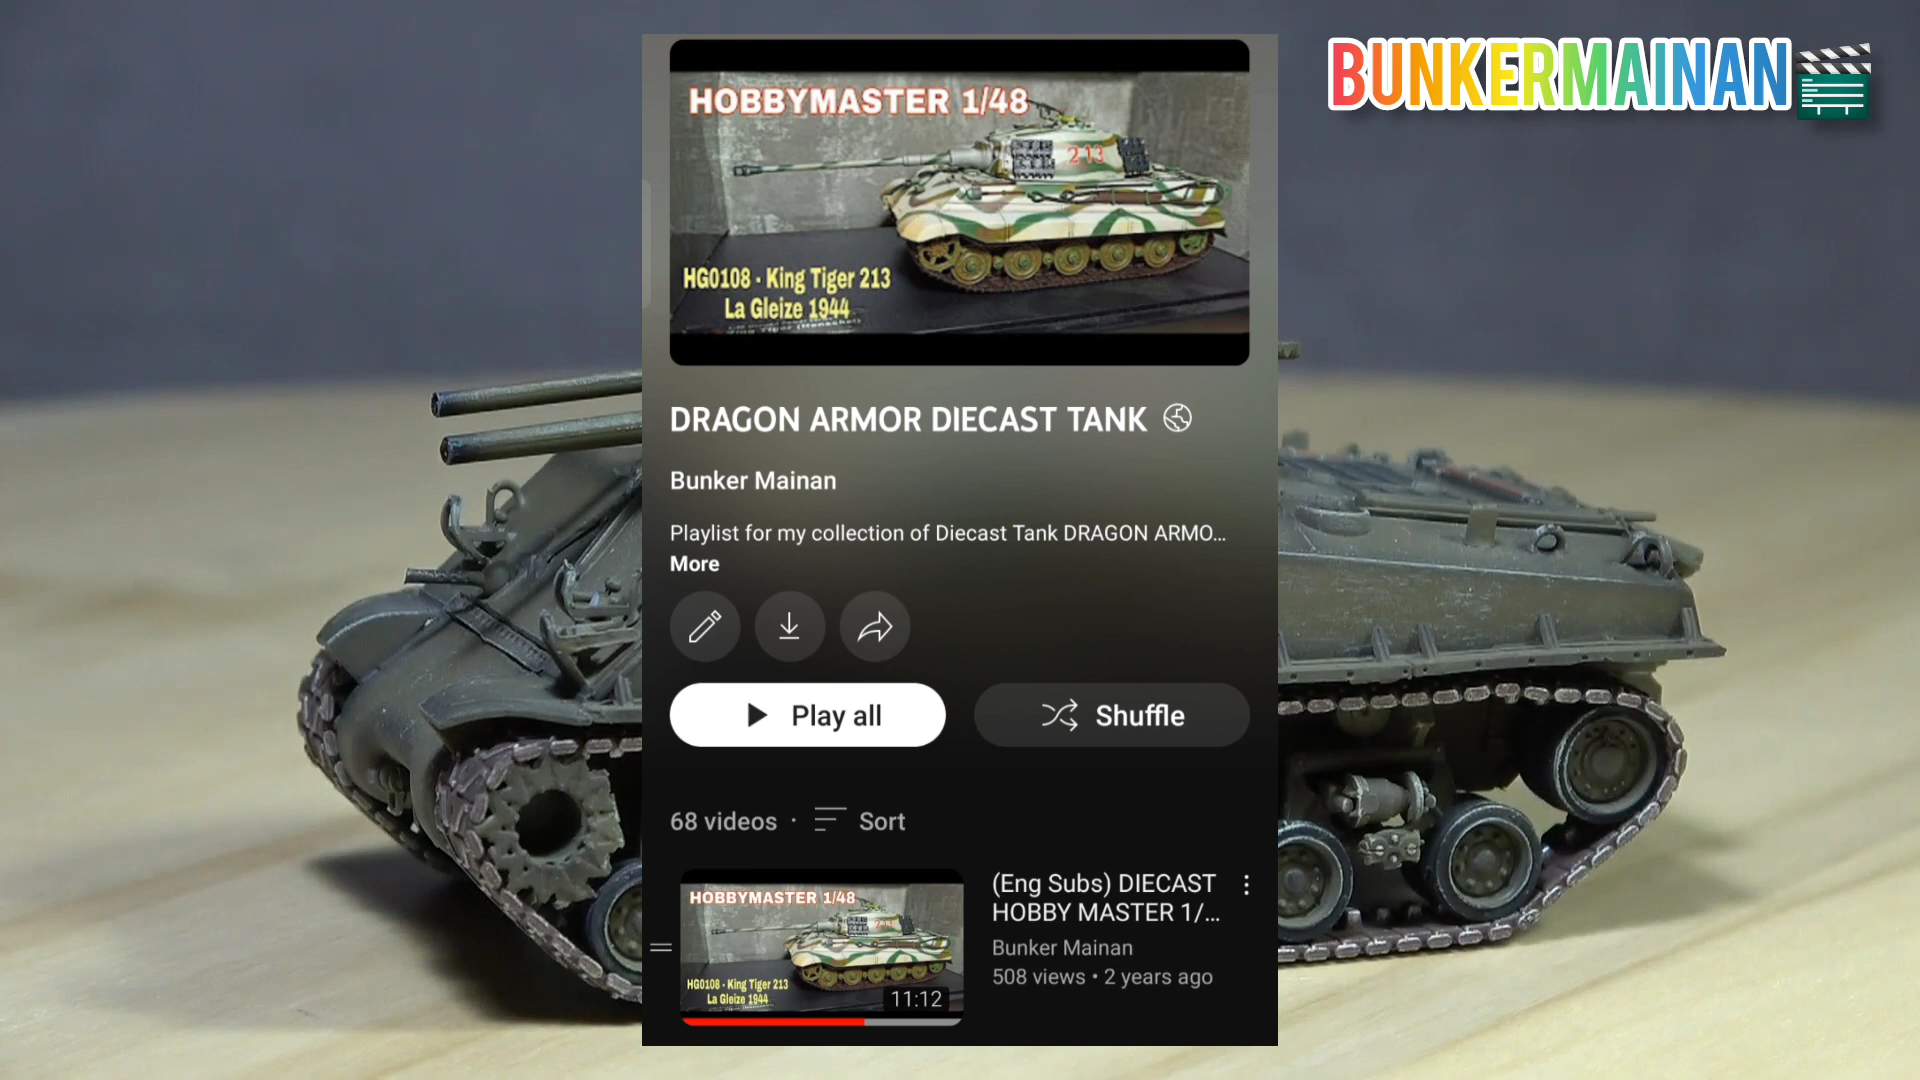 BUNKERMAINAN
HOBBYMASTER 1/48
213
HG0108 - King Tiger 213
La Gleize 1944
DRAGON ARMOR DIECAST TANK
Bunker Mainan
Playlist for my collection of Diecast Tank DRAGON ARMO...
More
Play all
Shuffle
68 videos · Sort
HOBBYMASTER 1/48
213
HG0108 - King Tiger 213
La Gleize 1944
11:12
(Eng Subs) DIECAST
HOBBY MASTER 1/...
Bunker Mainan
508 views • 2 years ago